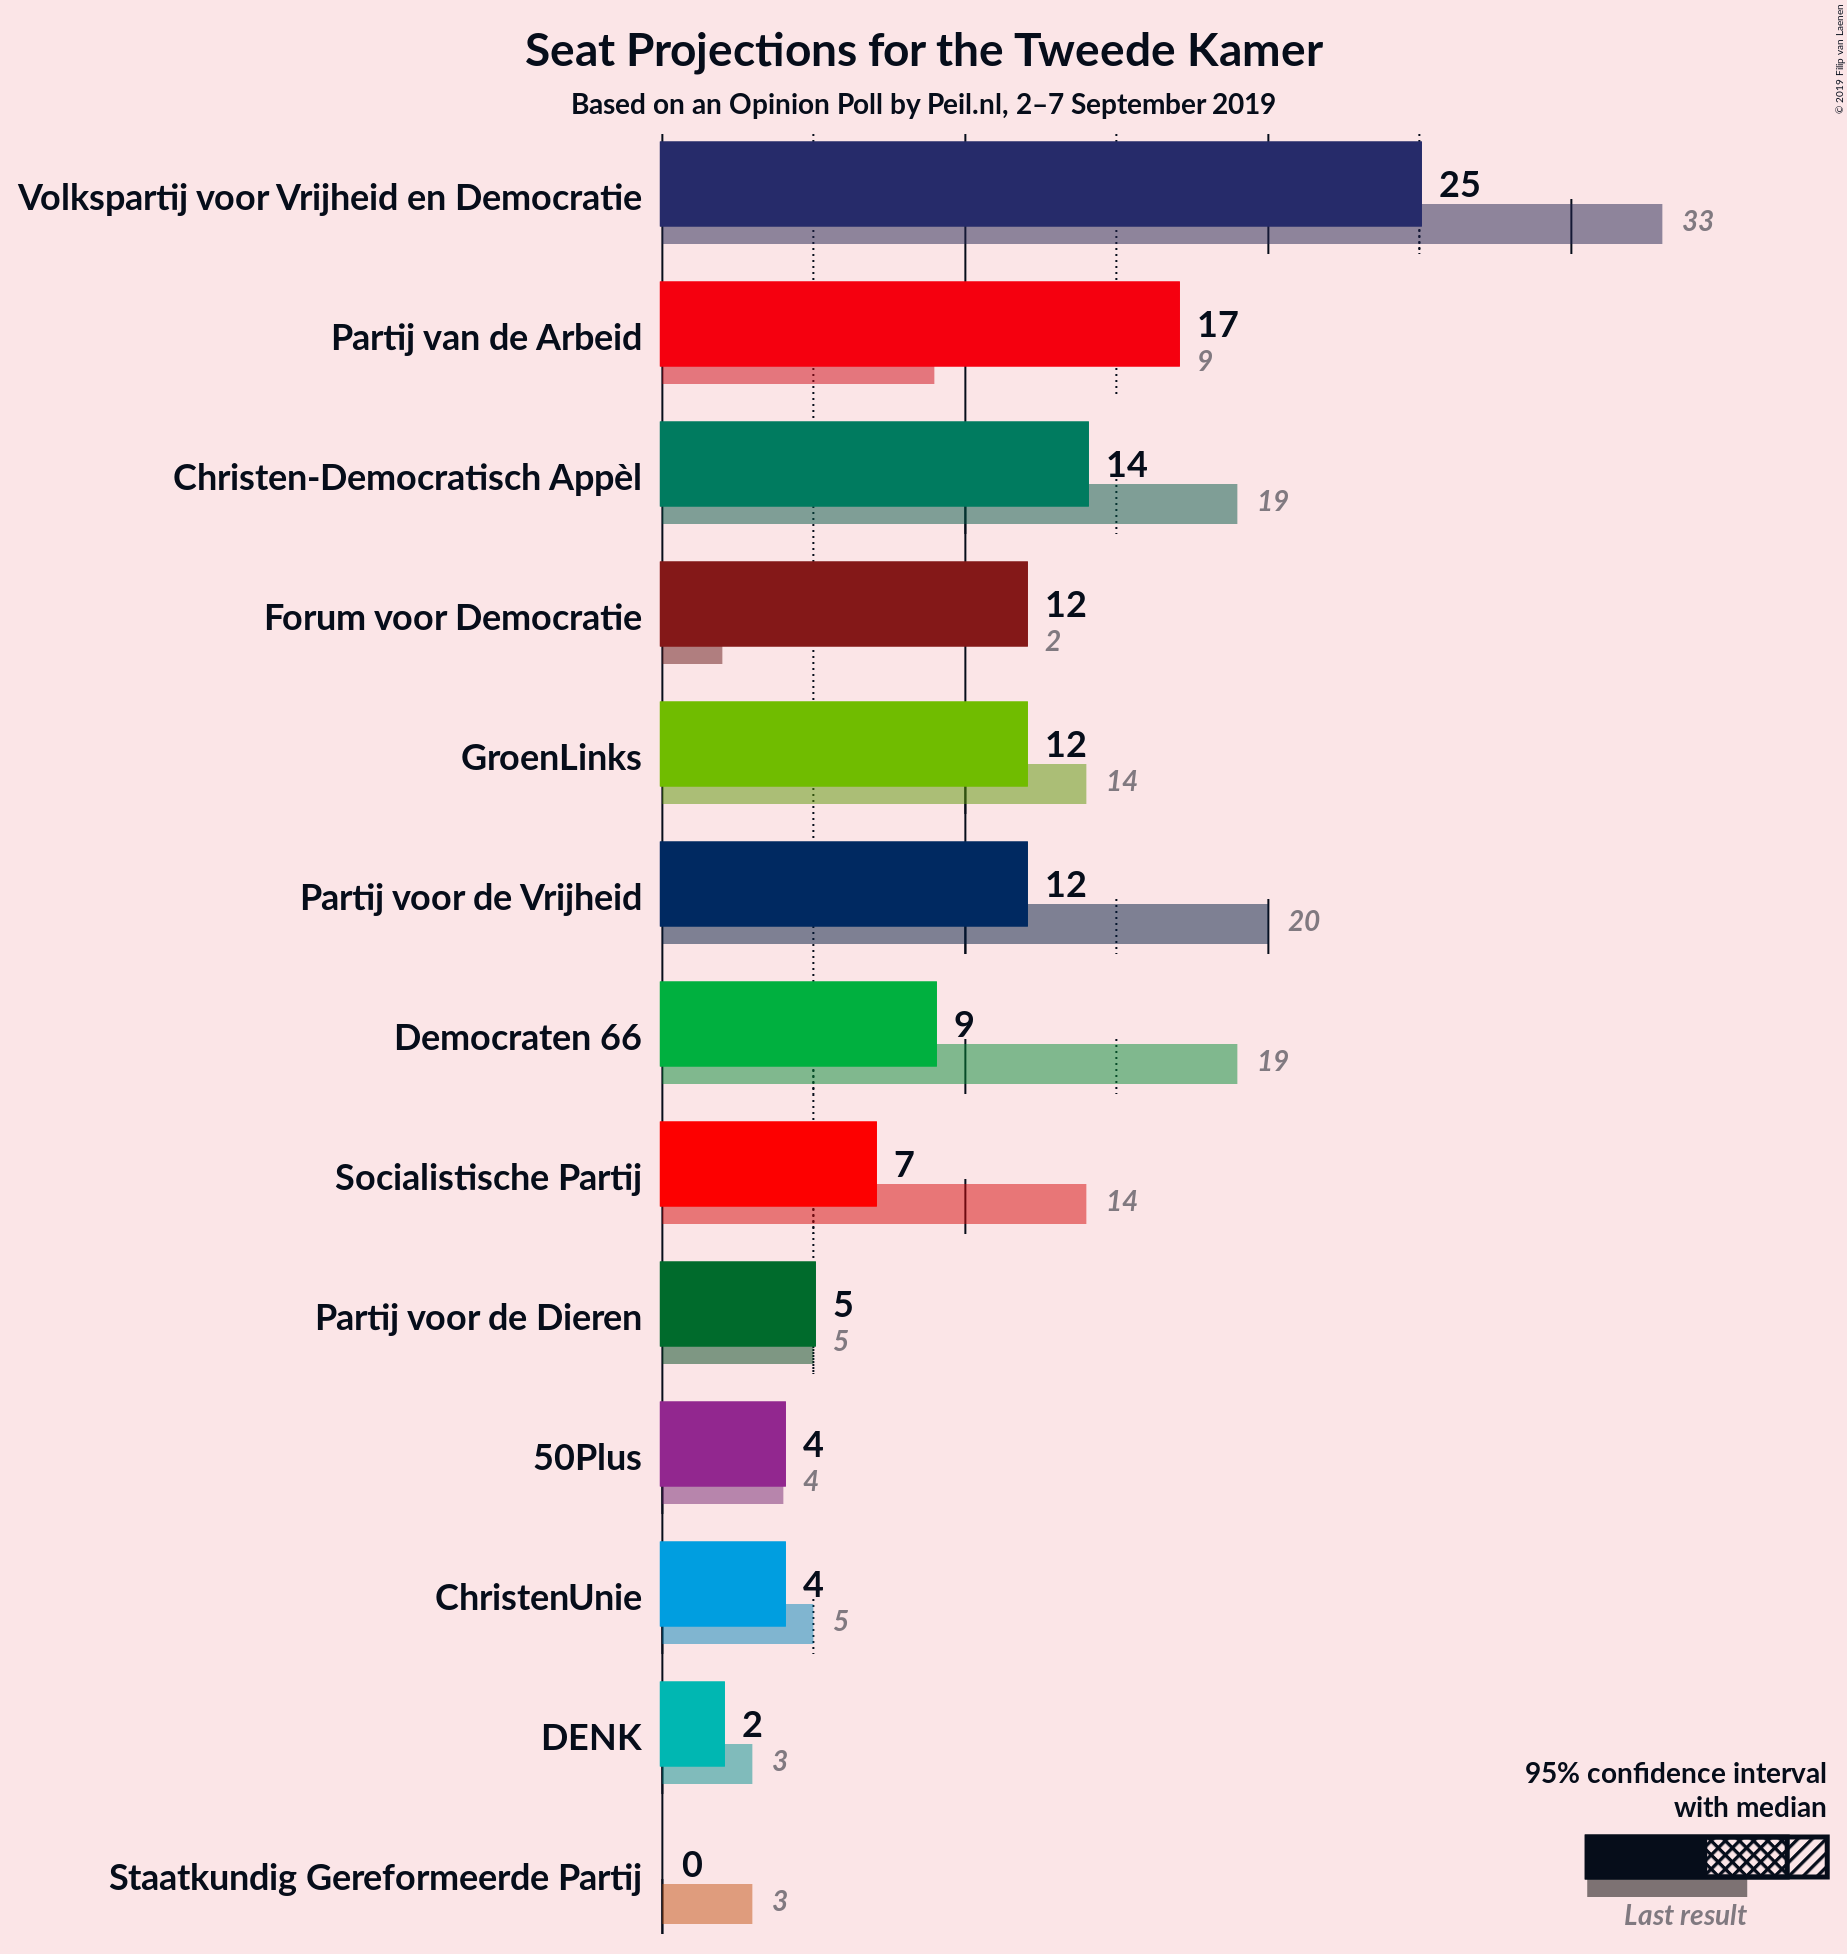 Seat Projections for the Tweede Kamer
Based on an Opinion Poll by Peil.nl, 2–7 September 2019
© 2019 Filip van Laenen
Volkspartij voor Vrijheid en Democratie
25
33
Partij van de Arbeid
17
9
Christen-Democratisch Appèl
14
19
Forum voor Democratie
12
2
GroenLinks
12
14
Partij voor de Vrijheid
12
20
Democraten 66
9
19
Socialistische Partij
7
14
Partij voor de Dieren
5
5
50Plus
4
4
ChristenUnie
4
5
DENK
2
3
Staatkundig Gereformeerde Partij
0
3
95% confidence interval
with median
Last result